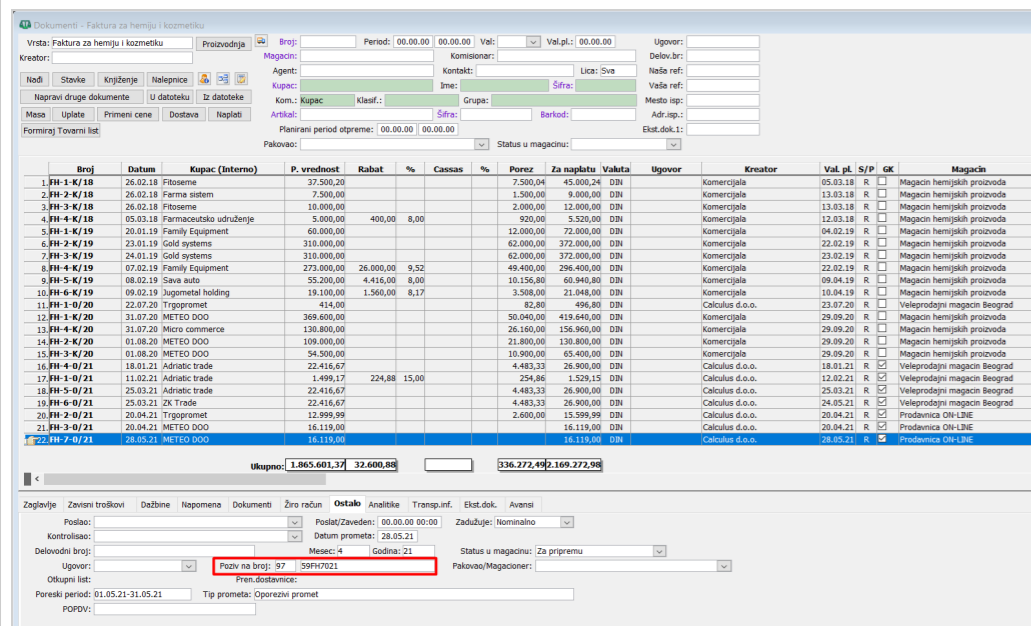 Dokumenti - Faktura za hemiju i kozmetiku
Vrsta: Faktura za hemiju i kozmetiku Proizvodnja Broj: Period: 00.00.00 00.00.00 Val: Val.pl.: 00.00.00 Ugovor:
Kreator: Magacin: Komisionar: Delov.br:
Agent: Kontakt: Lica: Sva Naša ref:
Nađi Stavke Knjiženje Nalepnice Kupac: Ime: Šifra: Vaša ref:
Napravi druge dokumente U datoteku Iz datoteke Kom.: Kupac Klasif.: Grupa: Mesto isp:
Masa Uplate Primeni cene Dostava Naplati Artikal: Šifra: Barkod: Adr.isp.:
Formiraj Tovarni list Planirani period otpreme: 00.00.00 00.00.00 Ekst.dok.1:
Pakovao: Status u magacinu:
Broj Datum Kupac (Interno) P. vrednost Rabat % Cassas % Porez Za naplatu Valuta Ugovor Kreator Val. pl. S/P GK Magacin
1. FH-1-K/18 26.02.18 Fitoseme 37.500,20 7.500,04 45.000,24 DIN Komercijala 05.03.18 R Magacin hemijskih proizvoda
2. FH-2-K/18 26.02.18 Farma sistem 7.500,00 1.500,00 9.000,00 DIN Komercijala 13.03.18 R Magacin hemijskih proizvoda
3. FH-3-K/18 26.02.18 Fitoseme 10.000,00 2.000,00 12.000,00 DIN Komercijala 13.03.18 R Magacin hemijskih proizvoda
4. FH-4-K/18 05.03.18 Farmaceutsko udruženje 5.000,00 400,00 8,00 920,00 5.520,00 DIN Komercijala 12.03.18 R Magacin hemijskih proizvoda
5. FH-1-K/19 20.01.19 Family Equipment 60.000,00 12.000,00 72.000,00 DIN Komercijala 04.02.19 R Magacin hemijskih proizvoda
6. FH-2-K/19 23.01.19 Gold systems 310.000,00 62.000,00 372.000,00 DIN Komercijala 22.02.19 R Magacin hemijskih proizvoda
7. FH-3-K/19 24.01.19 Gold systems 310.000,00 62.000,00 372.000,00 DIN Komercijala 23.02.19 R Magacin hemijskih proizvoda
8. FH-4-K/19 07.02.19 Family Equipment 273.000,00 26.000,00 9,52 49.400,00 296.400,00 DIN Komercijala 22.02.19 R Magacin hemijskih proizvoda
9. FH-5-K/19 08.02.19 Sava auto 55.200,00 4.416,00 8,00 10.156,80 60.940,80 DIN Komercijala 09.04.19 R Magacin hemijskih proizvoda
10. FH-6-K/19 09.02.19 Jugometal holding 19.100,00 1.560,00 8,17 3.508,00 21.048,00 DIN Komercijala 10.04.19 R Magacin hemijskih proizvoda
11. FH-1-0/20 22.07.20 Trgopromet 414,00 82,80 496,80 DIN Calculus d.o.o. 23.07.20 R Veleprodajni magacin Beograd
12. FH-1-K/20 31.07.20 METEO DOO 369.600,00 50.040,00 419.640,00 DIN Komercijala 29.09.20 R Magacin hemijskih proizvoda
13. FH-4-K/20 31.07.20 Micro commerce 130.800,00 26.160,00 156.960,00 DIN Komercijala 29.09.20 R Magacin hemijskih proizvoda
14. FH-2-K/20 01.08.20 METEO DOO 109.000,00 21.800,00 130.800,00 DIN Komercijala 29.09.20 R Magacin hemijskih proizvoda
15. FH-3-K/20 01.08.20 METEO DOO 54.500,00 10.900,00 65.400,00 DIN Komercijala 29.09.20 R Magacin hemijskih proizvoda
16. FH-4-0/21 18.01.21 Adriatic trade 22.416,67 4.483,33 26.900,00 DIN Calculus d.o.o. 18.01.21 R Veleprodajni magacin Beograd
17. FH-1-0/21 11.02.21 Adriatic trade 1.499,17 224,88 15,00 254,86 1.529,15 DIN Calculus d.o.o. 12.02.21 R Veleprodajni magacin Beograd
18. FH-5-0/21 25.03.21 Adriatic trade 22.416,67 4.483,33 26.900,00 DIN Calculus d.o.o. 25.03.21 R Veleprodajni magacin Beograd
19. FH-6-0/21 25.03.21 ZK Trade 22.416,67 4.483,33 26.900,00 DIN Calculus d.o.o. 24.05.21 R Veleprodajni magacin Beograd
20. FH-2-0/21 20.04.21 Trgopromet 12.999,99 2.600,00 15.599,99 DIN Calculus d.o.o. 20.04.21 R Prodavnica ON-LINE
21. FH-3-0/21 20.04.21 METEO DOO 16.119,00 16.119,00 DIN Calculus d.o.o. 20.04.21 R Prodavnica ON-LINE
22. FH-7-0/21 28.05.21 METEO DOO 16.119,00 16.119,00 DIN Calculus d.o.o. 28.05.21 R Prodavnica ON-LINE
Ukupno: 1.865.601,37 32.600,88 336.272,49 2.169.272,98
Zaglavlje Zavisni troškovi Dažbine Napomena Dokumenti Žiro račun Ostalo Analitike Transp.inf. Ekst.dok. Avansi
Poslao: Poslat/Zaveden: 00.00.00 00:00 Zadužuje: Nominalno
Kontrolisao: Datum prometa: 28.05.21
Delovodni broj: Mesec: 4 Godina: 21 Status u magacinu: Za pripremu
Ugovor: Poziv na broj: 97 59FH7021 Pakovao/Magacioner:
Otkupni list: Pren.dostavnice:
Poreski period: 01.05.21-31.05.21 Tip prometa: Oporezivi promet
POPDV: